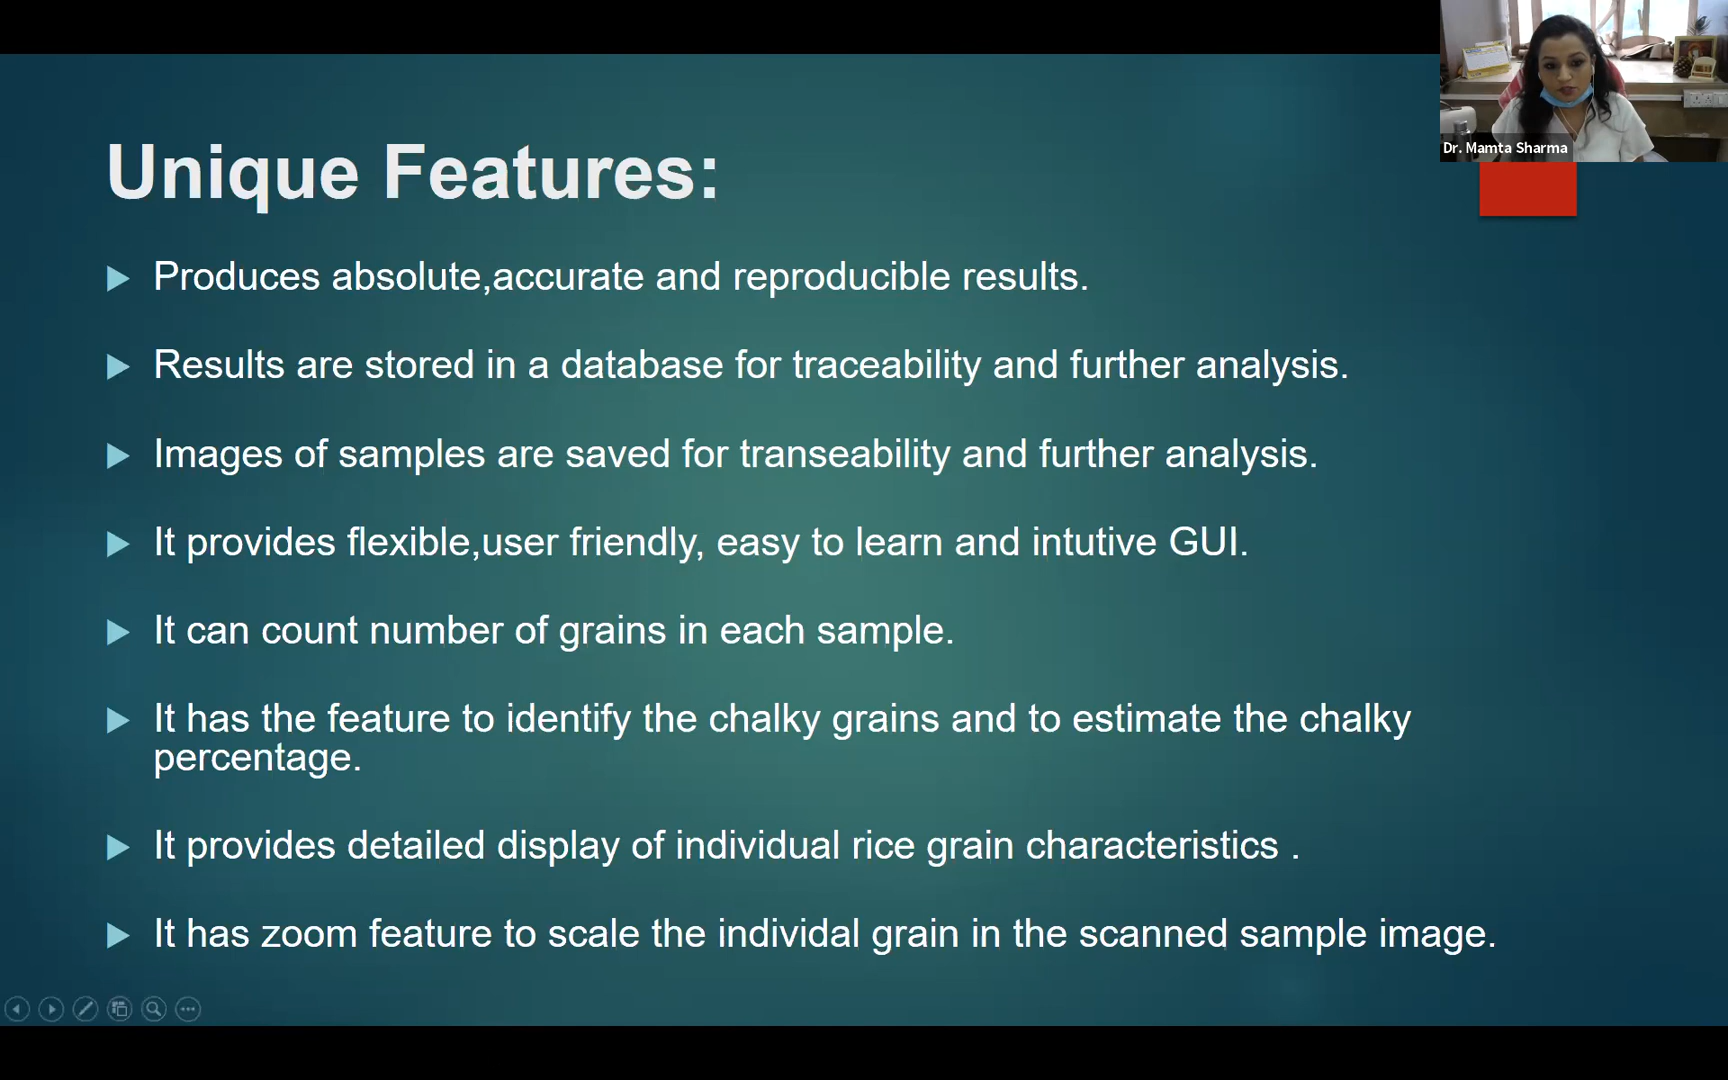 Dr. Mamta Sharma
Unique Features:
Produces absolute,accurate and reproducible results.
Results are stored in a database for traceability and further analysis.
Images of samples are saved for transeability and further analysis.
It provides flexible,user friendly, easy to learn and intutive GUI.
It can count number of grains in each sample.
It has the feature to identify the chalky grains and to estimate the chalky
percentage.
It provides detailed display of individual rice grain characteristics .
It has zoom feature to scale the individal grain in the scanned sample image.